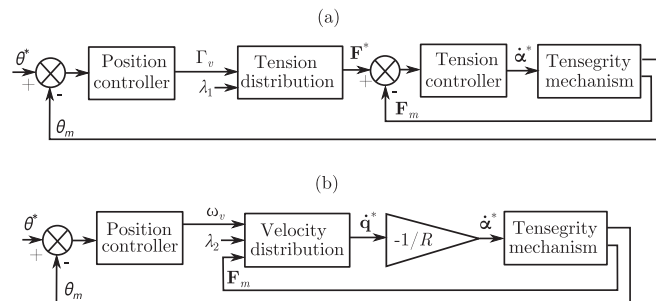 (a)
θ* + -
Position controller
Γᵥ
λ₁
Tension distribution
F*
+ -
Tension controller
α̇*
Tensegrity mechanism
Fₘ
θₘ
(b)
θ* + -
Position controller
ωᵥ
λ₂
Fₘ
Velocity distribution
q̇*
-1/R
α̇*
Tensegrity mechanism
θₘ